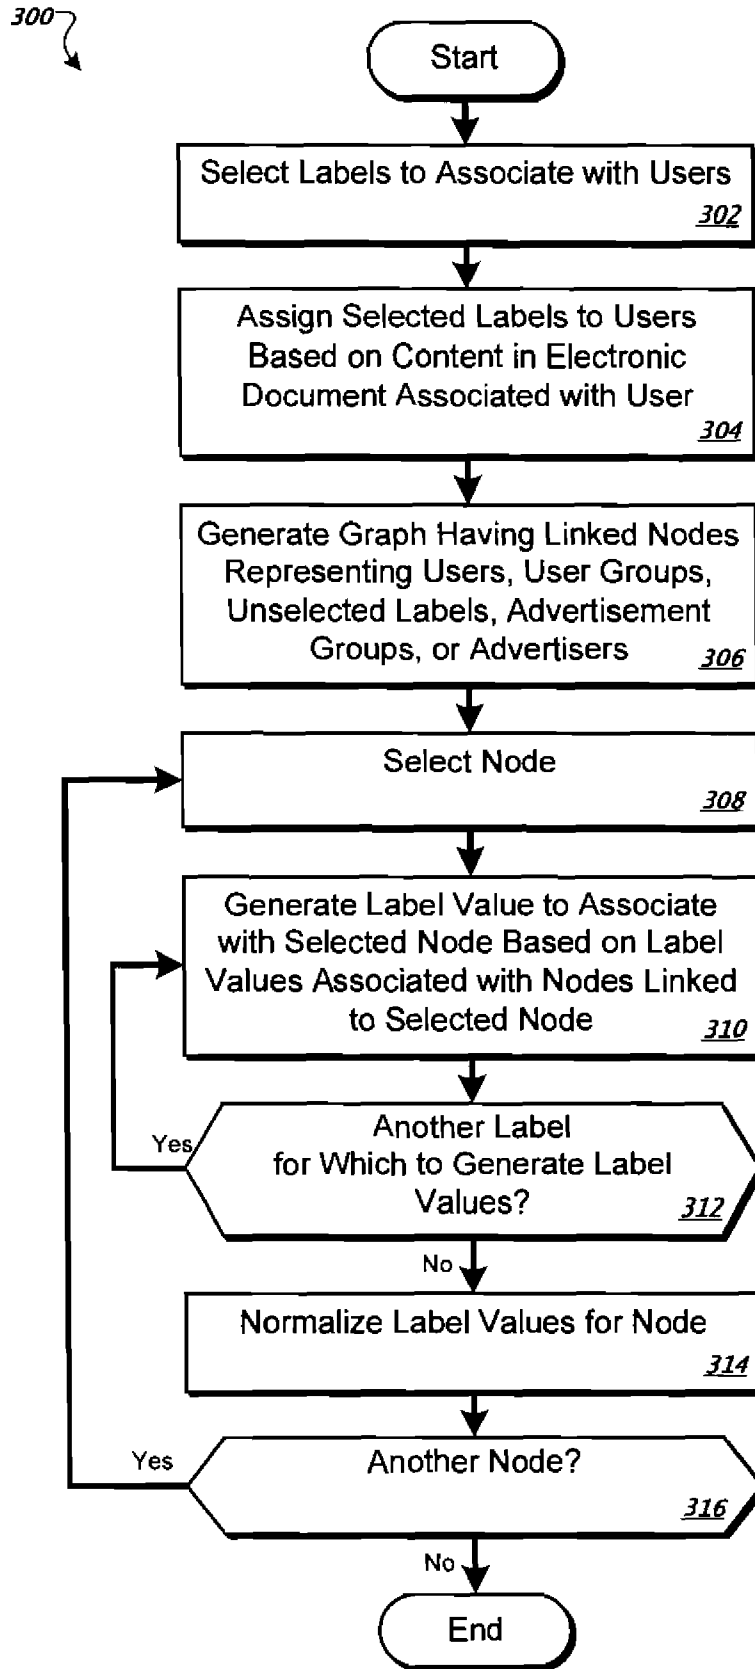 300
Start
Select Labels to Associate with Users
302
Assign Selected Labels to Users
Based on Content in Electronic
Document Associated with User
304
Generate Graph Having Linked Nodes
Representing Users, User Groups,
Unselected Labels, Advertisement
Groups, or Advertisers
306
Select Node
308
Generate Label Value to Associate
with Selected Node Based on Label
Values Associated with Nodes Linked
to Selected Node
310
Another Label
for Which to Generate Label
Values?
312
Yes
No
Normalize Label Values for Node
314
Another Node?
316
Yes
No
End